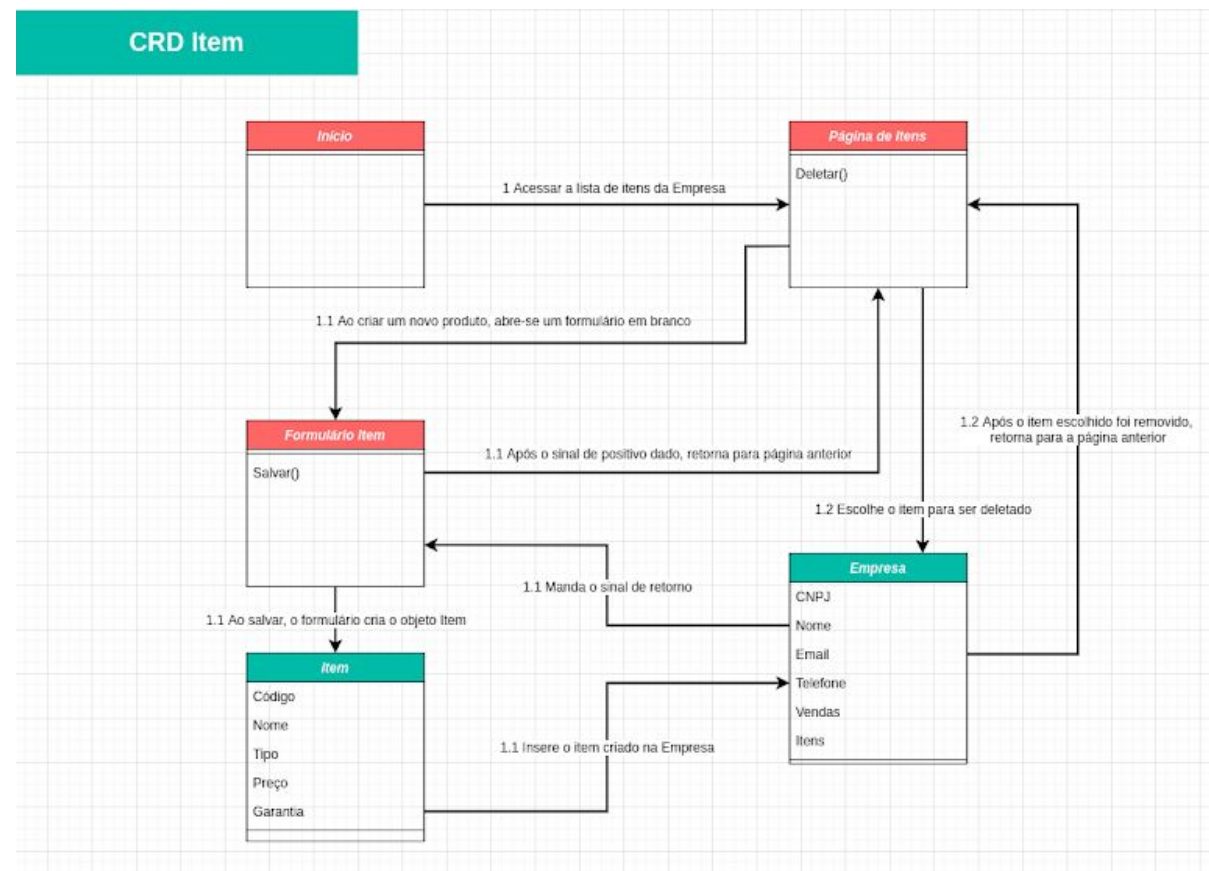 CRD Item
Início
Página de Itens
Deletar()
1 Acessar a lista de itens da Empresa
1.1 Ao criar um novo produto, abre-se um formulário em branco
Formulário Item
Salvar()
1.1 Após o sinal de positivo dado, retorna para página anterior
1.2 Após o item escolhido foi removido,
retorna para a página anterior
1.2 Escolhe o item para ser deletado
1.1 Manda o sinal de retorno
1.1 Ao salvar, o formulário cria o objeto Item
Empresa
CNPJ
Nome
Email
Telefone
Vendas
Itens
Item
Código
Nome
Tipo
Preço
Garantia
1.1 Insere o item criado na Empresa